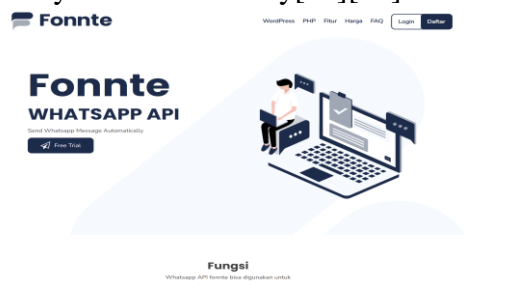 Fonnte
WordPress PHP Fitur Harga FAQ Login Daftar
Fonnte
WHATSAPP API
Send Whatsapp Message Automatically
Free Trial
Fungsi
Whatsapp API fonnte bisa digunakan untuk